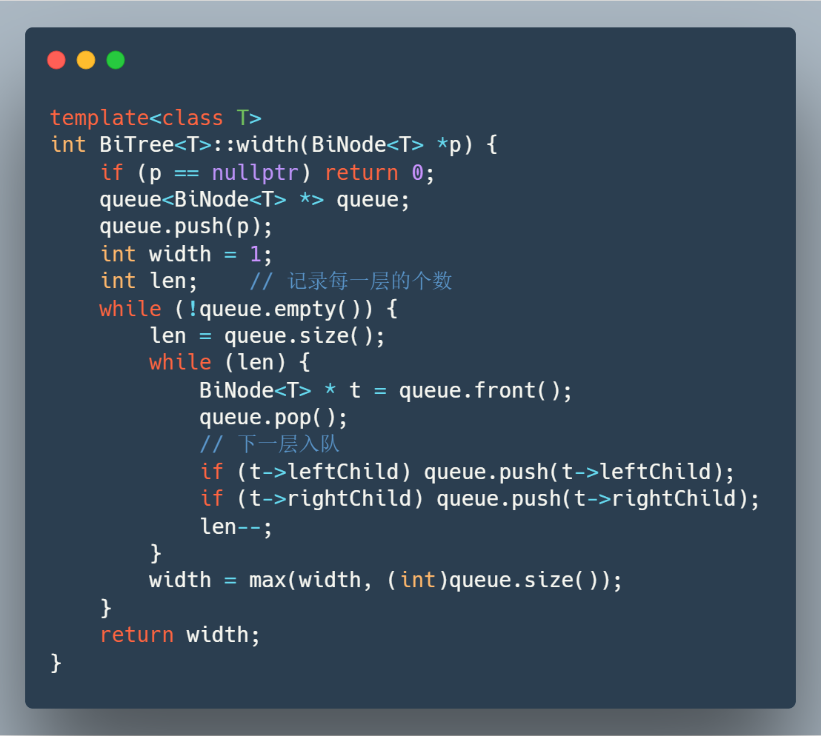 template<class T>
int BiTree<T>::width(BiNode<T> *p) {
    if (p == nullptr) return 0;
    queue<BiNode<T> *> queue;
    queue.push(p);
    int width = 1;
    int len;    // 记录每一层的个数
    while (!queue.empty()) {
        len = queue.size();
        while (len) {
            BiNode<T> * t = queue.front();
            queue.pop();
            // 下一层入队
            if (t->leftChild) queue.push(t->leftChild);
            if (t->rightChild) queue.push(t->rightChild);
            len--;
        }
        width = max(width, (int)queue.size());
    }
    return width;
}